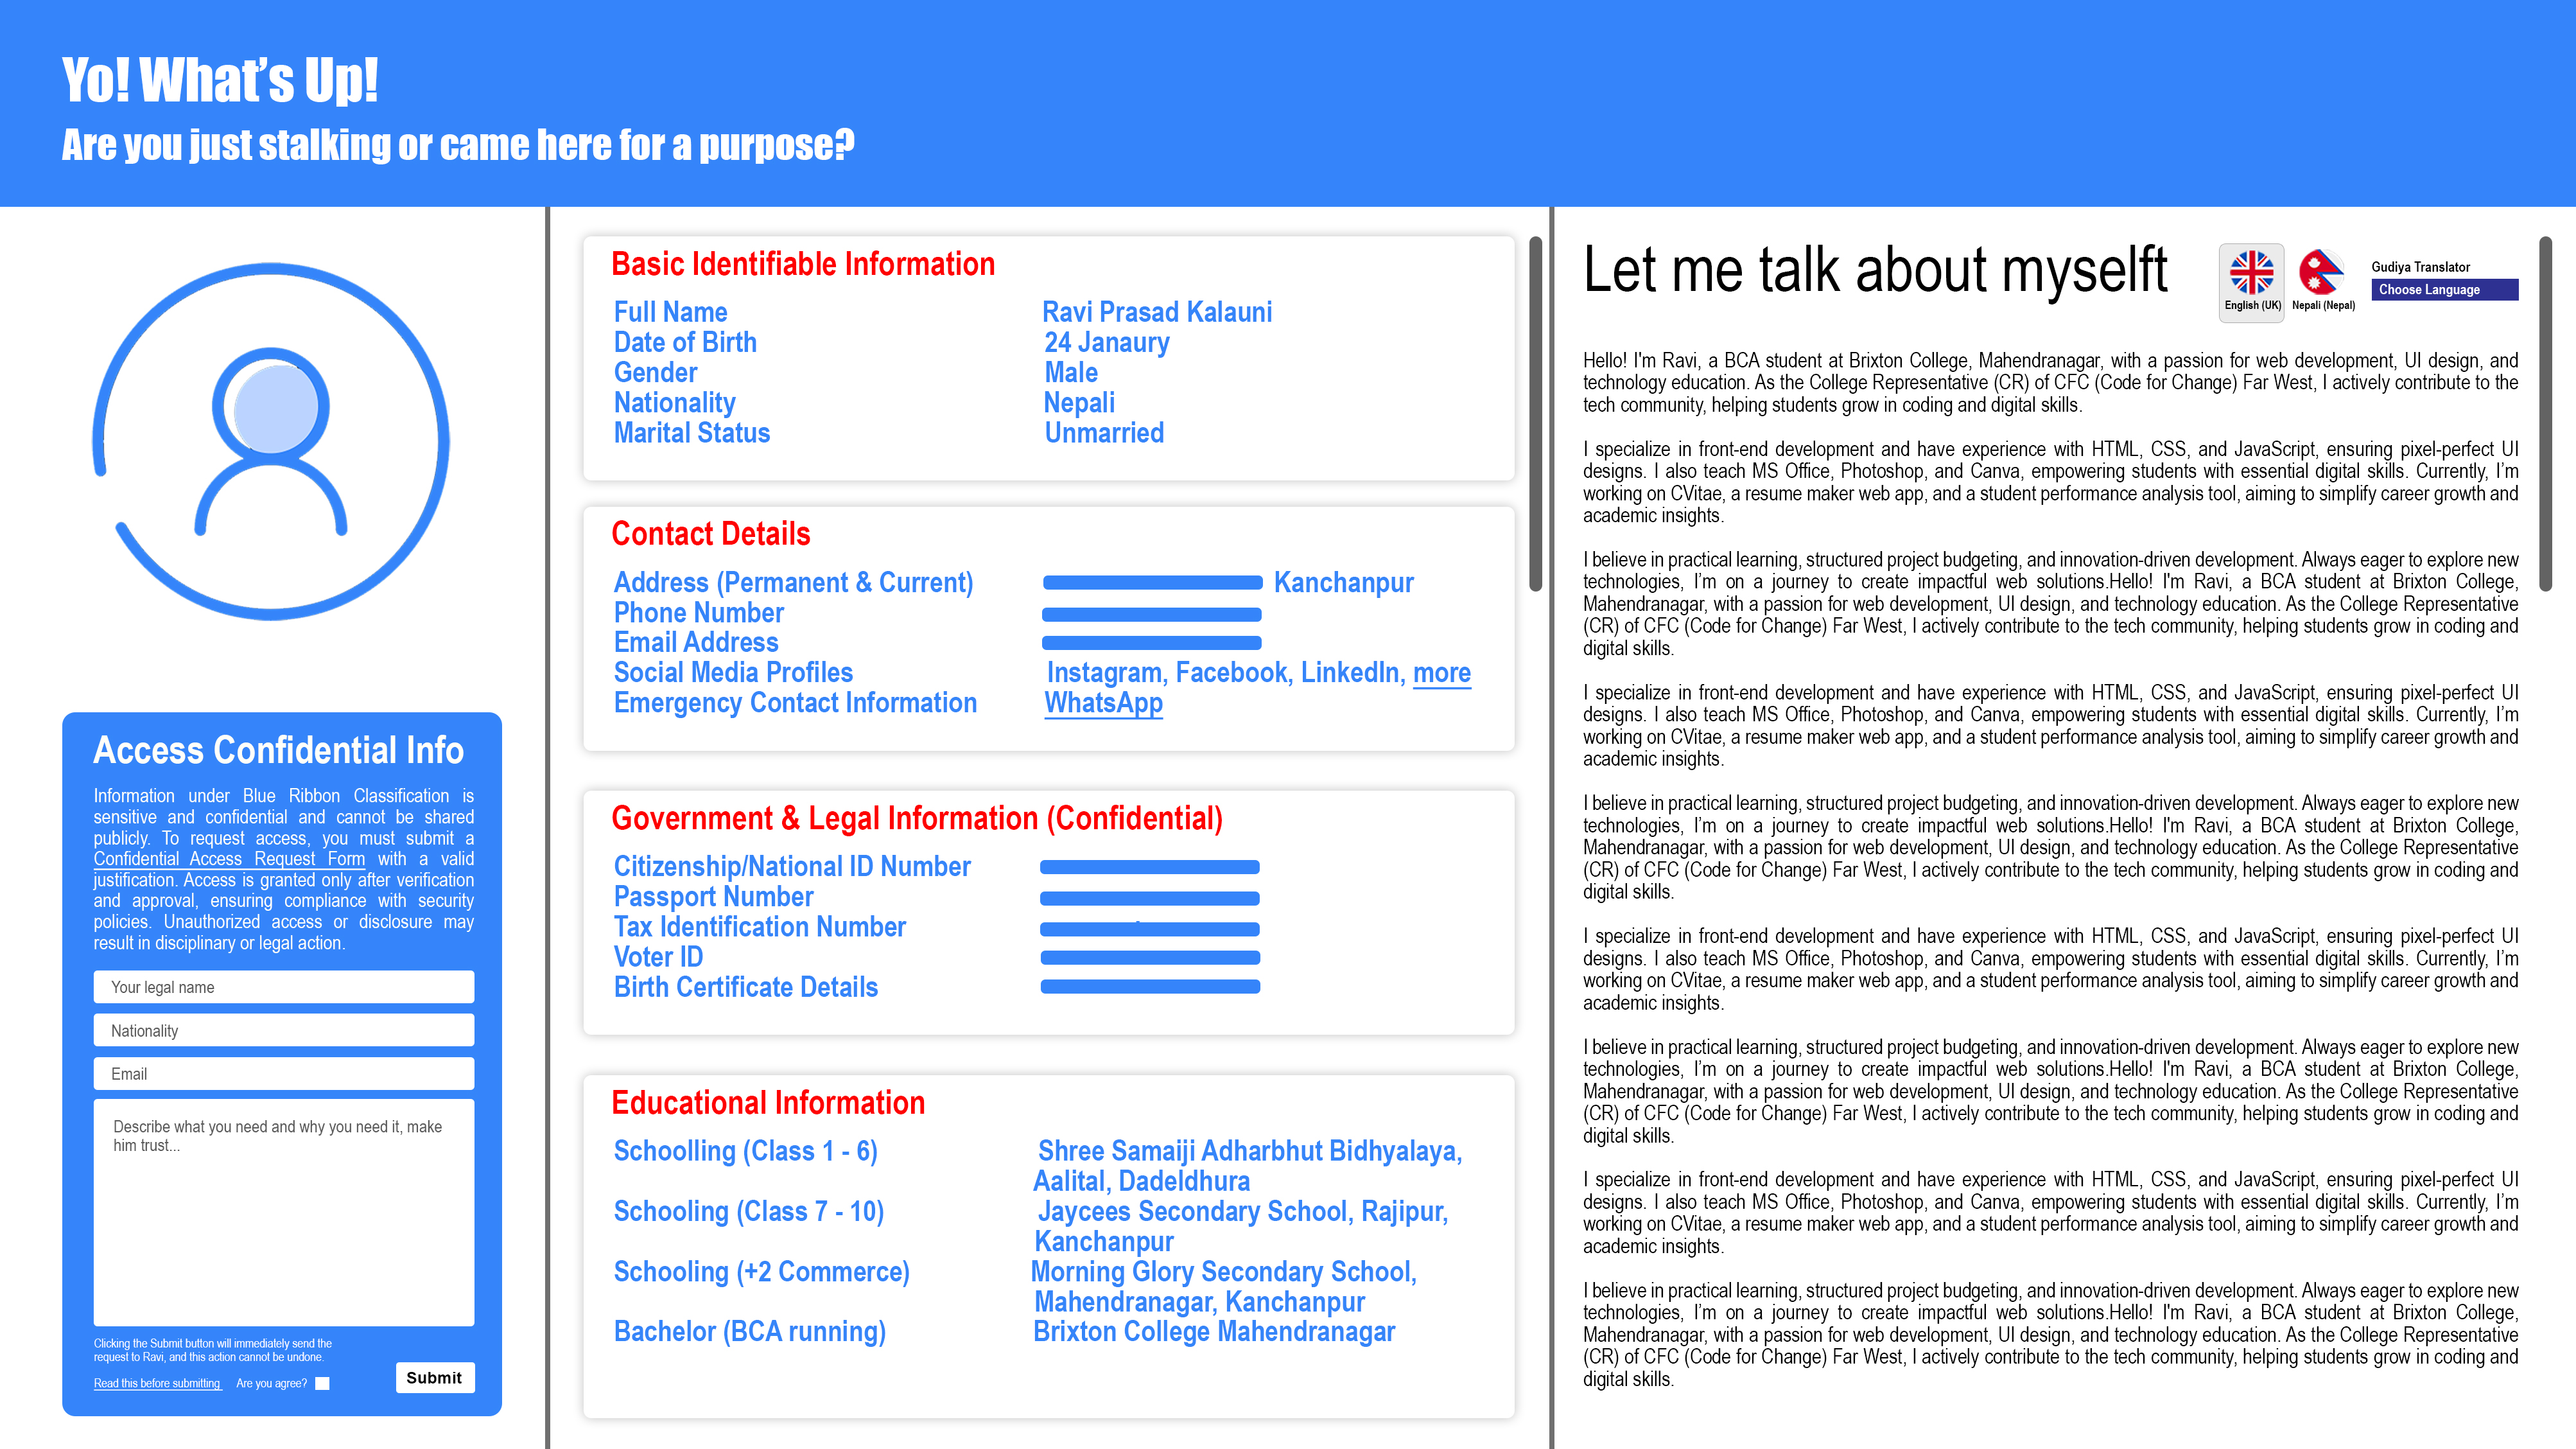 Yo! What's Up!
Are you just stalking or came here for a purpose?
Access Confidential Info
Information under Blue Ribbon Classification is
sensitive and confidential and cannot be shared
publicly. To request access, you must submit a
Confidential Access Request Form with a valid
justification. Access is granted only after verification
and approval, ensuring compliance with security
policies. Unauthorized access or disclosure may
result in disciplinary or legal action.
Your legal name
Nationality
Email
Describe what you need and why you need it, make
him trust...
Clicking the Submit button will immediately send the
request to Ravi, and this action cannot be undone.
Read this before submitting Are you agree?
Submit
Basic Identifiable Information
Full Name Ravi Prasad Kalauni
Date of Birth 24 Janaury
Gender Male
Nationality Nepali
Marital Status Unmarried
Contact Details
Address (Permanent & Current) Kanchanpur
Phone Number
Email Address
Social Media Profiles Instagram, Facebook, LinkedIn, more
Emergency Contact Information WhatsApp
Government & Legal Information (Confidential)
Citizenship/National ID Number
Passport Number
Tax Identification Number
Voter ID
Birth Certificate Details
Educational Information
Schoolling (Class 1 - 6) Shree Samaiji Adharbhut Bidhyalaya,
Aalital, Dadeldhura
Schooling (Class 7 - 10) Jaycees Secondary School, Rajipur,
Kanchanpur
Schooling (+2 Commerce) Morning Glory Secondary School,
Mahendranagar, Kanchanpur
Bachelor (BCA running) Brixton College Mahendranagar
Let me talk about myselft
English (UK)
Nepali (Nepal)
Gudiya Translator
Choose Language
Hello! I'm Ravi, a BCA student at Brixton College, Mahendranagar, with a passion for web development, UI design, and
technology education. As the College Representative (CR) of CFC (Code for Change) Far West, I actively contribute to the
tech community, helping students grow in coding and digital skills.
I specialize in front-end development and have experience with HTML, CSS, and JavaScript, ensuring pixel-perfect UI
designs. I also teach MS Office, Photoshop, and Canva, empowering students with essential digital skills. Currently, I'm
working on CVitae, a resume maker web app, and a student performance analysis tool, aiming to simplify career growth and
academic insights.
I believe in practical learning, structured project budgeting, and innovation-driven development. Always eager to explore new
technologies, I'm on a journey to create impactful web solutions.Hello! I'm Ravi, a BCA student at Brixton College,
Mahendranagar, with a passion for web development, UI design, and technology education. As the College Representative
(CR) of CFC (Code for Change) Far West, I actively contribute to the tech community, helping students grow in coding and
digital skills.
I specialize in front-end development and have experience with HTML, CSS, and JavaScript, ensuring pixel-perfect UI
designs. I also teach MS Office, Photoshop, and Canva, empowering students with essential digital skills. Currently, I'm
working on CVitae, a resume maker web app, and a student performance analysis tool, aiming to simplify career growth and
academic insights.
I believe in practical learning, structured project budgeting, and innovation-driven development. Always eager to explore new
technologies, I'm on a journey to create impactful web solutions.Hello! I'm Ravi, a BCA student at Brixton College,
Mahendranagar, with a passion for web development, UI design, and technology education. As the College Representative
(CR) of CFC (Code for Change) Far West, I actively contribute to the tech community, helping students grow in coding and
digital skills.
I specialize in front-end development and have experience with HTML, CSS, and JavaScript, ensuring pixel-perfect UI
designs. I also teach MS Office, Photoshop, and Canva, empowering students with essential digital skills. Currently, I'm
working on CVitae, a resume maker web app, and a student performance analysis tool, aiming to simplify career growth and
academic insights.
I believe in practical learning, structured project budgeting, and innovation-driven development. Always eager to explore new
technologies, I'm on a journey to create impactful web solutions.Hello! I'm Ravi, a BCA student at Brixton College,
Mahendranagar, with a passion for web development, UI design, and technology education. As the College Representative
(CR) of CFC (Code for Change) Far West, I actively contribute to the tech community, helping students grow in coding and
digital skills.
I specialize in front-end development and have experience with HTML, CSS, and JavaScript, ensuring pixel-perfect UI
designs. I also teach MS Office, Photoshop, and Canva, empowering students with essential digital skills. Currently, I'm
working on CVitae, a resume maker web app, and a student performance analysis tool, aiming to simplify career growth and
academic insights.
I believe in practical learning, structured project budgeting, and innovation-driven development. Always eager to explore new
technologies, I'm on a journey to create impactful web solutions.Hello! I'm Ravi, a BCA student at Brixton College,
Mahendranagar, with a passion for web development, UI design, and technology education. As the College Representative
(CR) of CFC (Code for Change) Far West, I actively contribute to the tech community, helping students grow in coding and
digital skills.